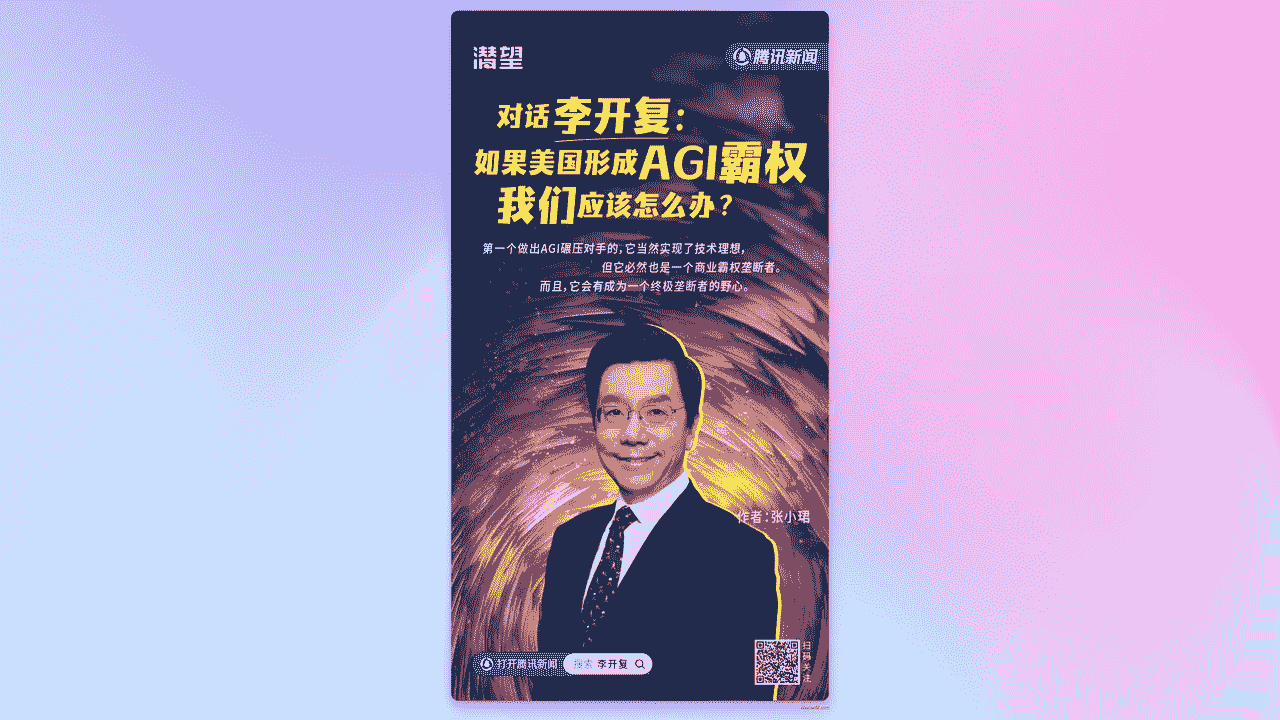 潜望
腾讯新闻
对话李开复：
如果美国形成AGI霸权
我们应该怎么办？
第一个做出AGI碾压对手的，它当然实现了技术理想，
但它必然也是一个商业霸权垄断者。
而且，它会有成为一个终极垄断者的野心。
作者：张小珺
打开腾讯新闻 搜索 李开复
扫码关注